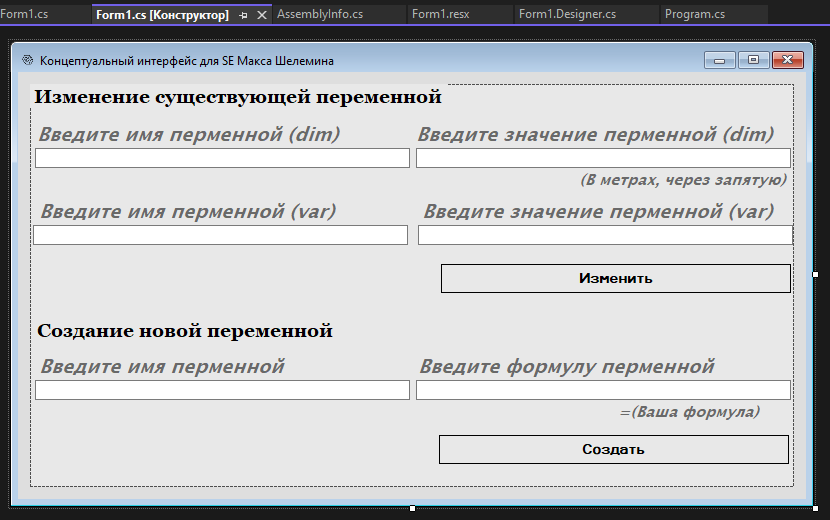 Form1.cs
Form1.cs [Конструктор]
AssemblyInfo.cs
Form1.resx
Form1.Designer.cs
Program.cs
Концептуальный интерфейс для SE Макса Шелемина
Изменение существующей переменной
Введите имя перменной (dim)
Введите значение перменной (dim)
(В метрах, через запятую)
Введите имя перменной (var)
Введите значение перменной (var)
Изменить
Создание новой переменной
Введите имя перменной
Введите формулу перменной
=(Ваша формула)
Создать